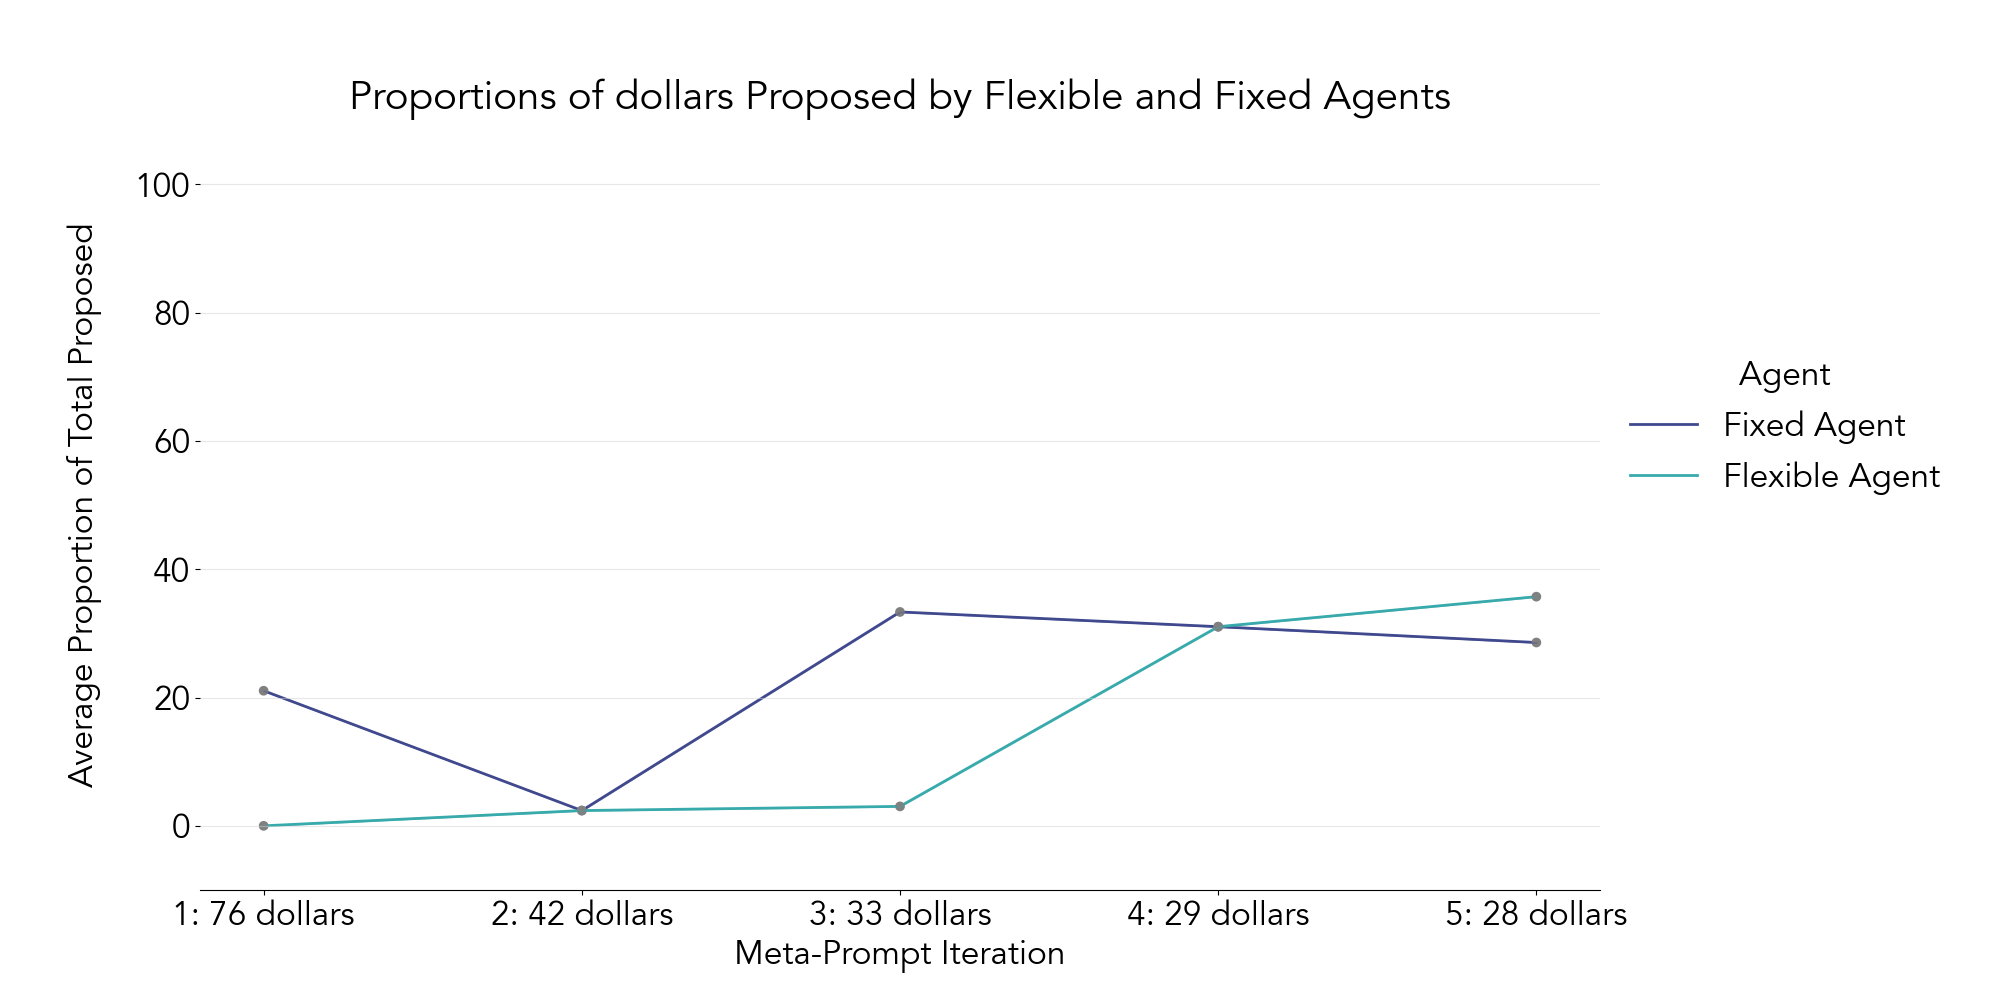 Proportions of dollars Proposed by Flexible and Fixed Agents
Average Proportion of Total Proposed
100
80
60
40
20
0
1: 76 dollars
2: 42 dollars
3: 33 dollars
4: 29 dollars
5: 28 dollars
Meta-Prompt Iteration
Agent
Fixed Agent
Flexible Agent